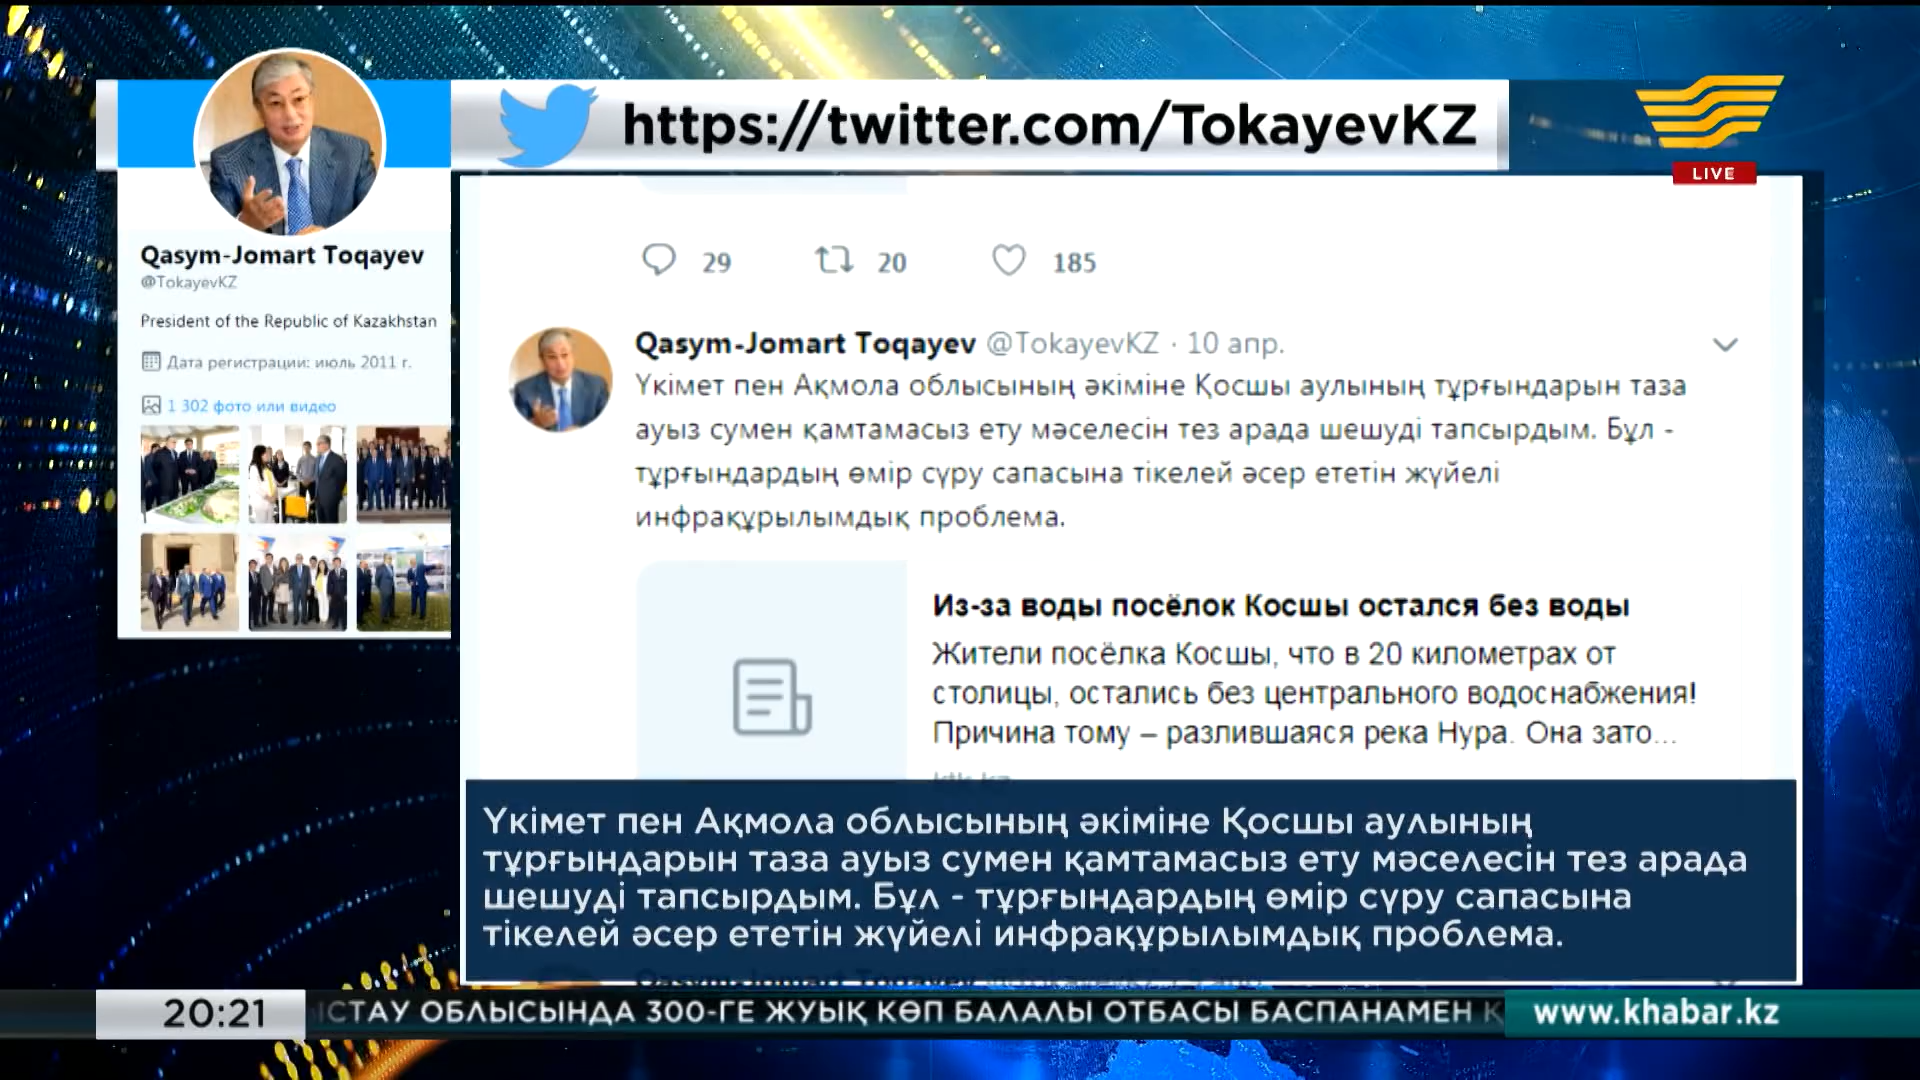 https://twitter.com/TokayevKZ
LIVE
Qasym-Jomart Toqayev
@TokayevKZ
President of the Republic of Kazakhstan
Дата регистрации: июль 2011 г.
1 302 фото или видео
29 20 185
Qasym-Jomart Toqayev @TokayevKZ · 10 апр.
Үкімет пен Ақмола облысының әкіміне Қосшы аулының тұрғындарын таза
ауыз сумен қамтамасыз ету мәселесін тез арада шешуді тапсырдым. Бұл -
тұрғындардың өмір сүру сапасына тікелей әсер ететін жүйелі
инфрақұрылымдық проблема.
Из-за воды посёлок Косшы остался без воды
Жители посёлка Косшы, что в 20 километрах от
столицы, остались без центрального водоснабжения!
Причина тому – разлившаяся река Нура. Она зато...
Үкімет пен Ақмола облысының әкіміне Қосшы аулының
тұрғындарын таза ауыз сумен қамтамасыз ету мәселесін тез арада
шешуді тапсырдым. Бұл - тұрғындардың өмір сүру сапасына
тікелей әсер ететін жүйелі инфрақұрылымдық проблема.
20:21
ЫСТАУ ОБЛЫСЫНДА 300-ГЕ ЖУЫҚ КӨП БАЛАЛЫ ОТБАСЫ БАСПАНАМЕН Қ
www.khabar.kz